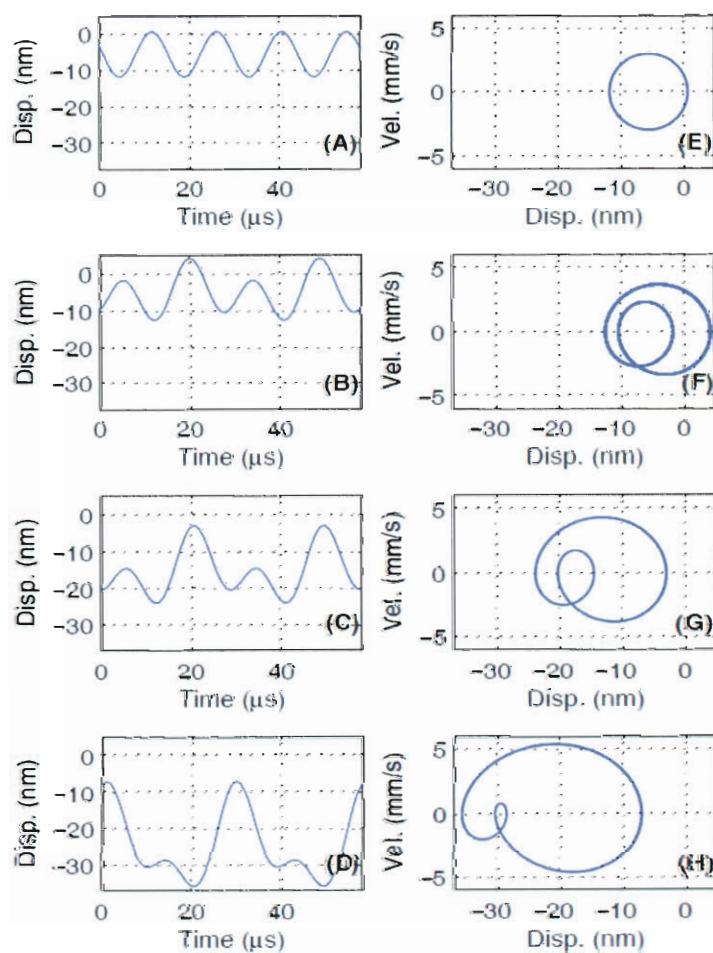 0
−10
−20
−30
Disp. (nm)
(A)
0 20 40
Time (μs)
5
0
−5
Vel. (mm/s)
(E)
−30 −20 −10 0
Disp. (nm)
0
−10
−20
−30
Disp. (nm)
(B)
0 20 40
Time (μs)
5
0
−5
Vel. (mm/s)
(F)
−30 −20 −10 0
Disp. (nm)
0
−10
−20
−30
Disp. (nm)
(C)
0 20 40
Time (μs)
5
0
−5
Vel. (mm/s)
(G)
−30 −20 −10 0
Disp. (nm)
0
−10
−20
−30
Disp. (nm)
(D)
0 20 40
Time (μs)
5
0
−5
Vel. (mm/s)
(H)
−30 −20 −10 0
Disp. (nm)